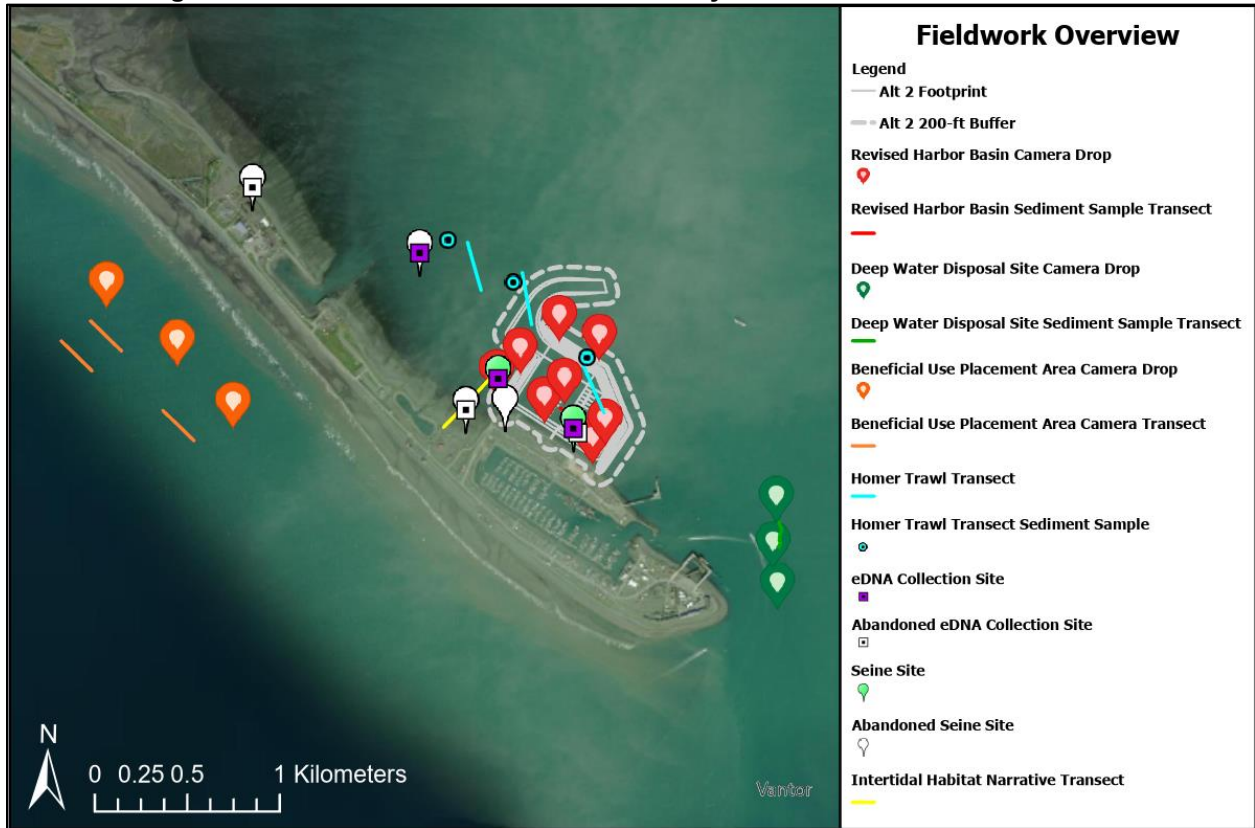 Fieldwork Overview
Legend
Alt 2 Footprint
Alt 2 200-ft Buffer
Revised Harbor Basin Camera Drop
Revised Harbor Basin Sediment Sample Transect
Deep Water Disposal Site Camera Drop
Deep Water Disposal Site Sediment Sample Transect
Beneficial Use Placement Area Camera Drop
Beneficial Use Placement Area Camera Transect
Homer Trawl Transect
Homer Trawl Transect Sediment Sample
eDNA Collection Site
Abandoned eDNA Collection Site
Seine Site
Abandoned Seine Site
Intertidal Habitat Narrative Transect
N
0 0.25 0.5 1 Kilometers
Vantor